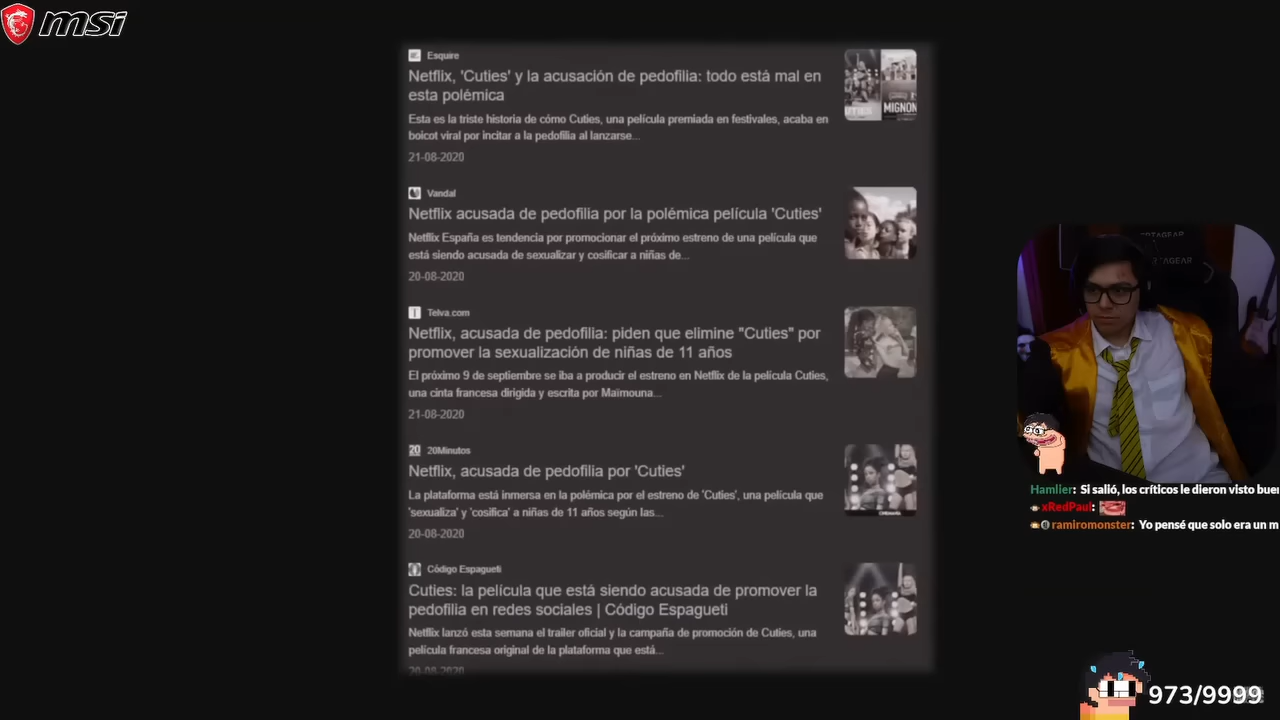 msi
Esquire
Netflix, 'Cuties' y la acusación de pedofilia: todo está mal en
esta polémica
Esta es la triste historia de cómo Cuties, una película premiada en festivales, acaba en
boicot viral por incitar a la pedofilia al lanzarse...
21-08-2020
MIGNON
Vandal
Netflix acusada de pedofilia por la polémica película 'Cuties'
Netflix España es tendencia por promocionar el próximo estreno de una película que
está siendo acusada de sexualizar y cosificar a niñas de...
20-08-2020
Telva.com
Netflix, acusada de pedofilia: piden que elimine "Cuties" por
promover la sexualización de niñas de 11 años
El próximo 9 de septiembre se iba a producir el estreno en Netflix de la película Cuties,
una cinta francesa dirigida y escrita por Maïmouna...
21-08-2020
20 20Minutos
Netflix, acusada de pedofilia por 'Cuties'
La plataforma está inmersa en la polémica por el estreno de 'Cuties', una película que
'sexualiza' y 'cosifica' a niñas de 11 años según las...
20-08-2020
Código Espagueti
Cuties: la película que está siendo acusada de promover la
pedofilia en redes sociales | Código Espagueti
Netflix lanzó esta semana el trailer oficial y la campaña de promoción de Cuties, una
película francesa original de la plataforma que está...
20-08-2020
Hamlier: Si salió, los críticos le dieron visto buen
xRedPaul:
ramiromonster: Yo pensé que solo era un m
973/9999